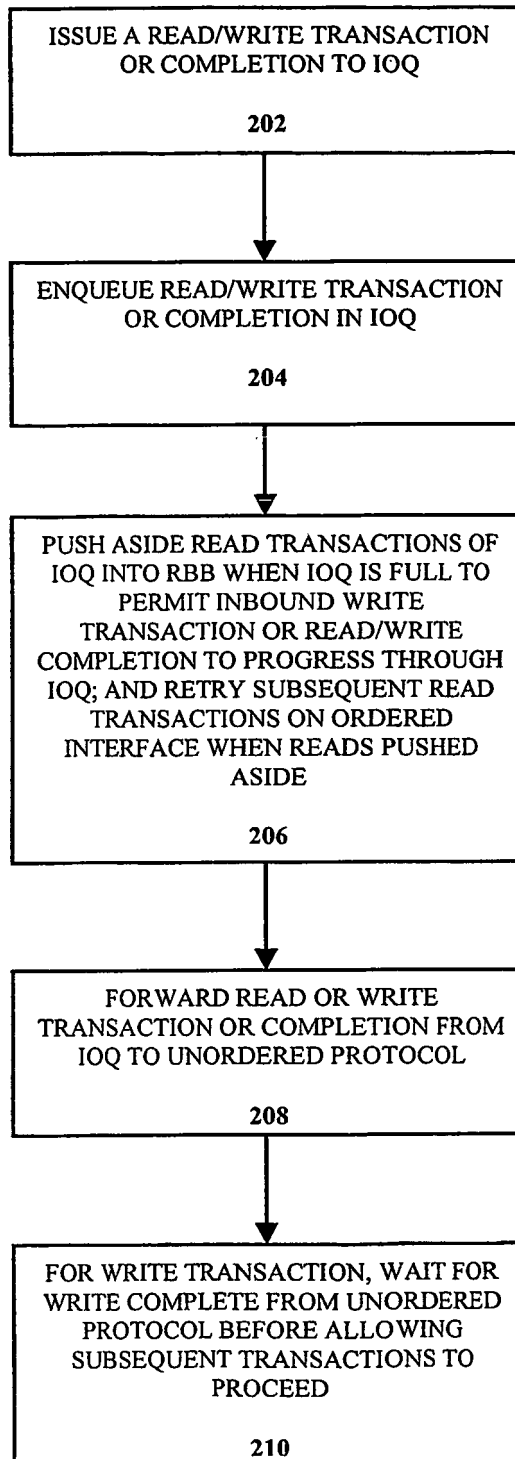 ISSUE A READ/WRITE TRANSACTION
OR COMPLETION TO IOQ
202
ENQUEUE READ/WRITE TRANSACTION
OR COMPLETION IN IOQ
204
PUSH ASIDE READ TRANSACTIONS OF
IOQ INTO RBB WHEN IOQ IS FULL TO
PERMIT INBOUND WRITE
TRANSACTION OR READ/WRITE
COMPLETION TO PROGRESS THROUGH
IOQ; AND RETRY SUBSEQUENT READ
TRANSACTIONS ON ORDERED
INTERFACE WHEN READS PUSHED
ASIDE
206
FORWARD READ OR WRITE
TRANSACTION OR COMPLETION FROM
IOQ TO UNORDERED PROTOCOL
208
FOR WRITE TRANSACTION, WAIT FOR
WRITE COMPLETE FROM UNORDERED
PROTOCOL BEFORE ALLOWING
SUBSEQUENT TRANSACTIONS TO
PROCEED
210